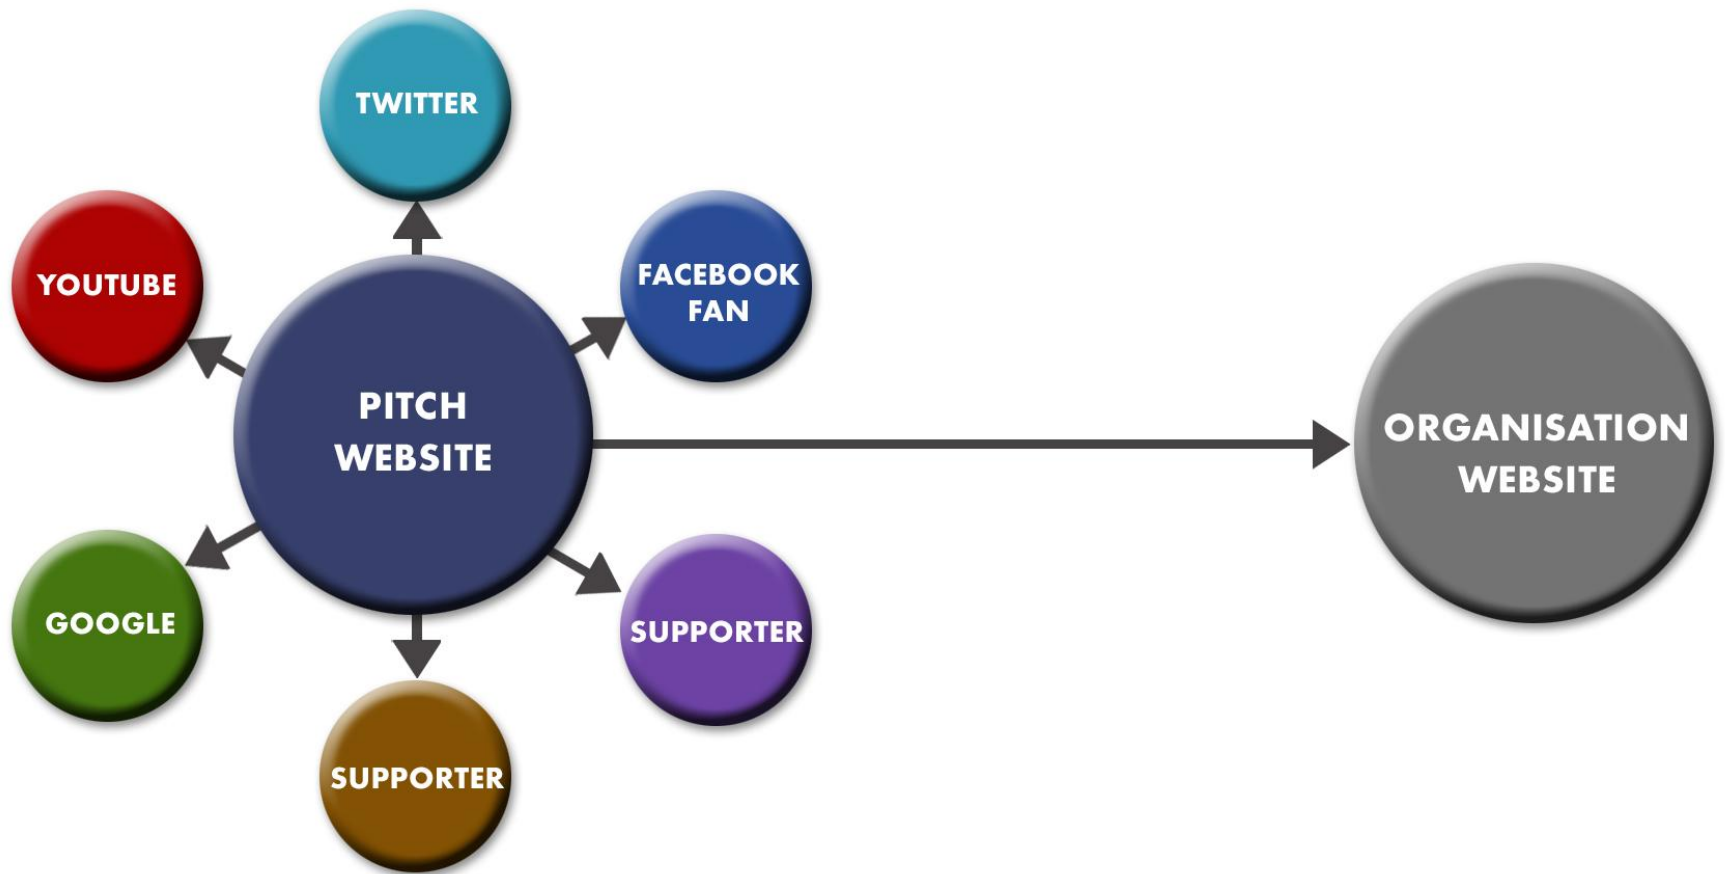 TWITTER
YOUTUBE
FACEBOOK
FAN
PITCH
WEBSITE
ORGANISATION
WEBSITE
GOOGLE
SUPPORTER
SUPPORTER